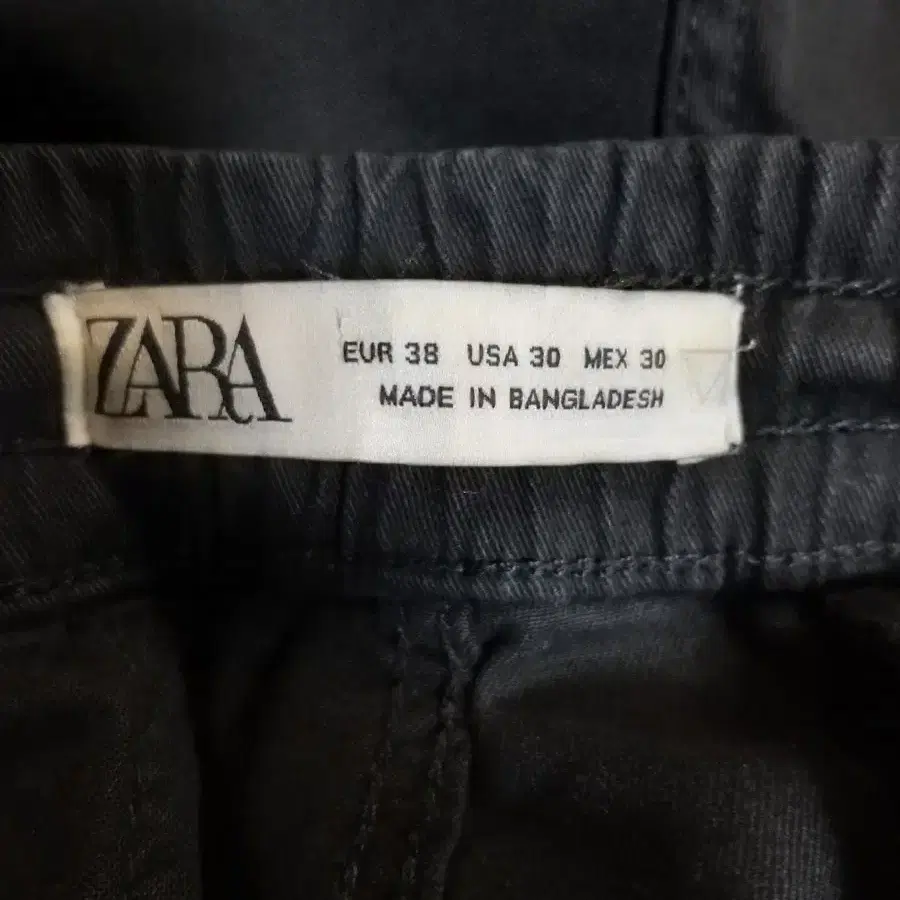 ZARA
EUR 38 USA 30 MEX 30
MADE IN BANGLADESH